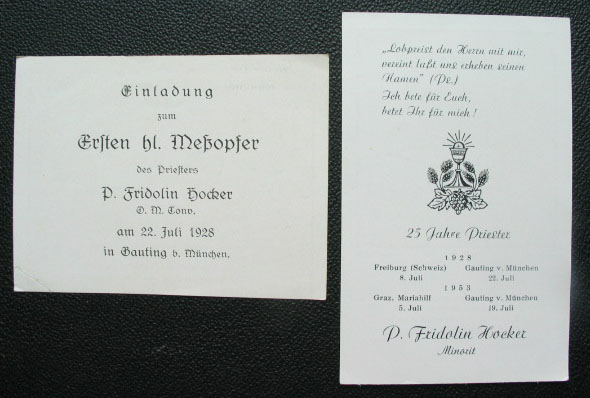 Einladung
zum
Ersten hl. Meßopfer
des Priesters
P. Fridolin Hocker
O. M. Conv.
am 22. Juli 1928
in Gauting b. München.
„Lobpreist den Herrn mit mir,
vereint laßt uns erheben seinen
Namen" (Ps.)
Ich bete für Euch,
betet Ihr für mich!
25 Jahre Priester
1928
Freiburg (Schweiz) Gauting v. München
8. Juli 22. Juli
1953
Graz, Mariahilf Gauting v. München
5. Juli 19. Juli
P. Fridolin Hocker
Minorit